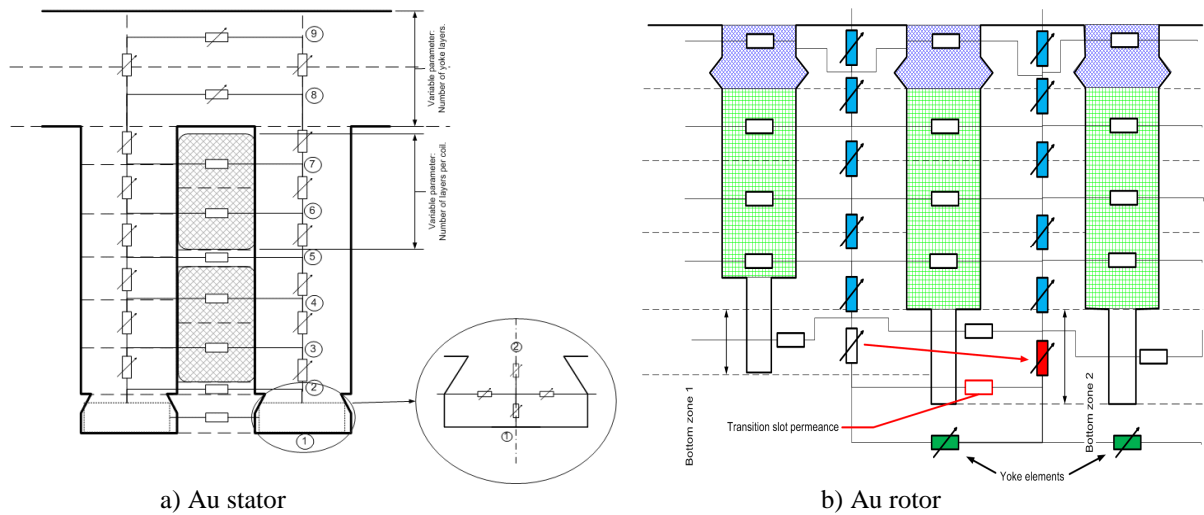 9
8
7
6
5
4
3
2
1
2
1
Variable parameter:
Number of yoke layers.
Variable parameter:
Number of layers per coil.
a) Au stator
Bottom zone 1
Bottom zone 2
Transition slot permeance
Yoke elements
b) Au rotor